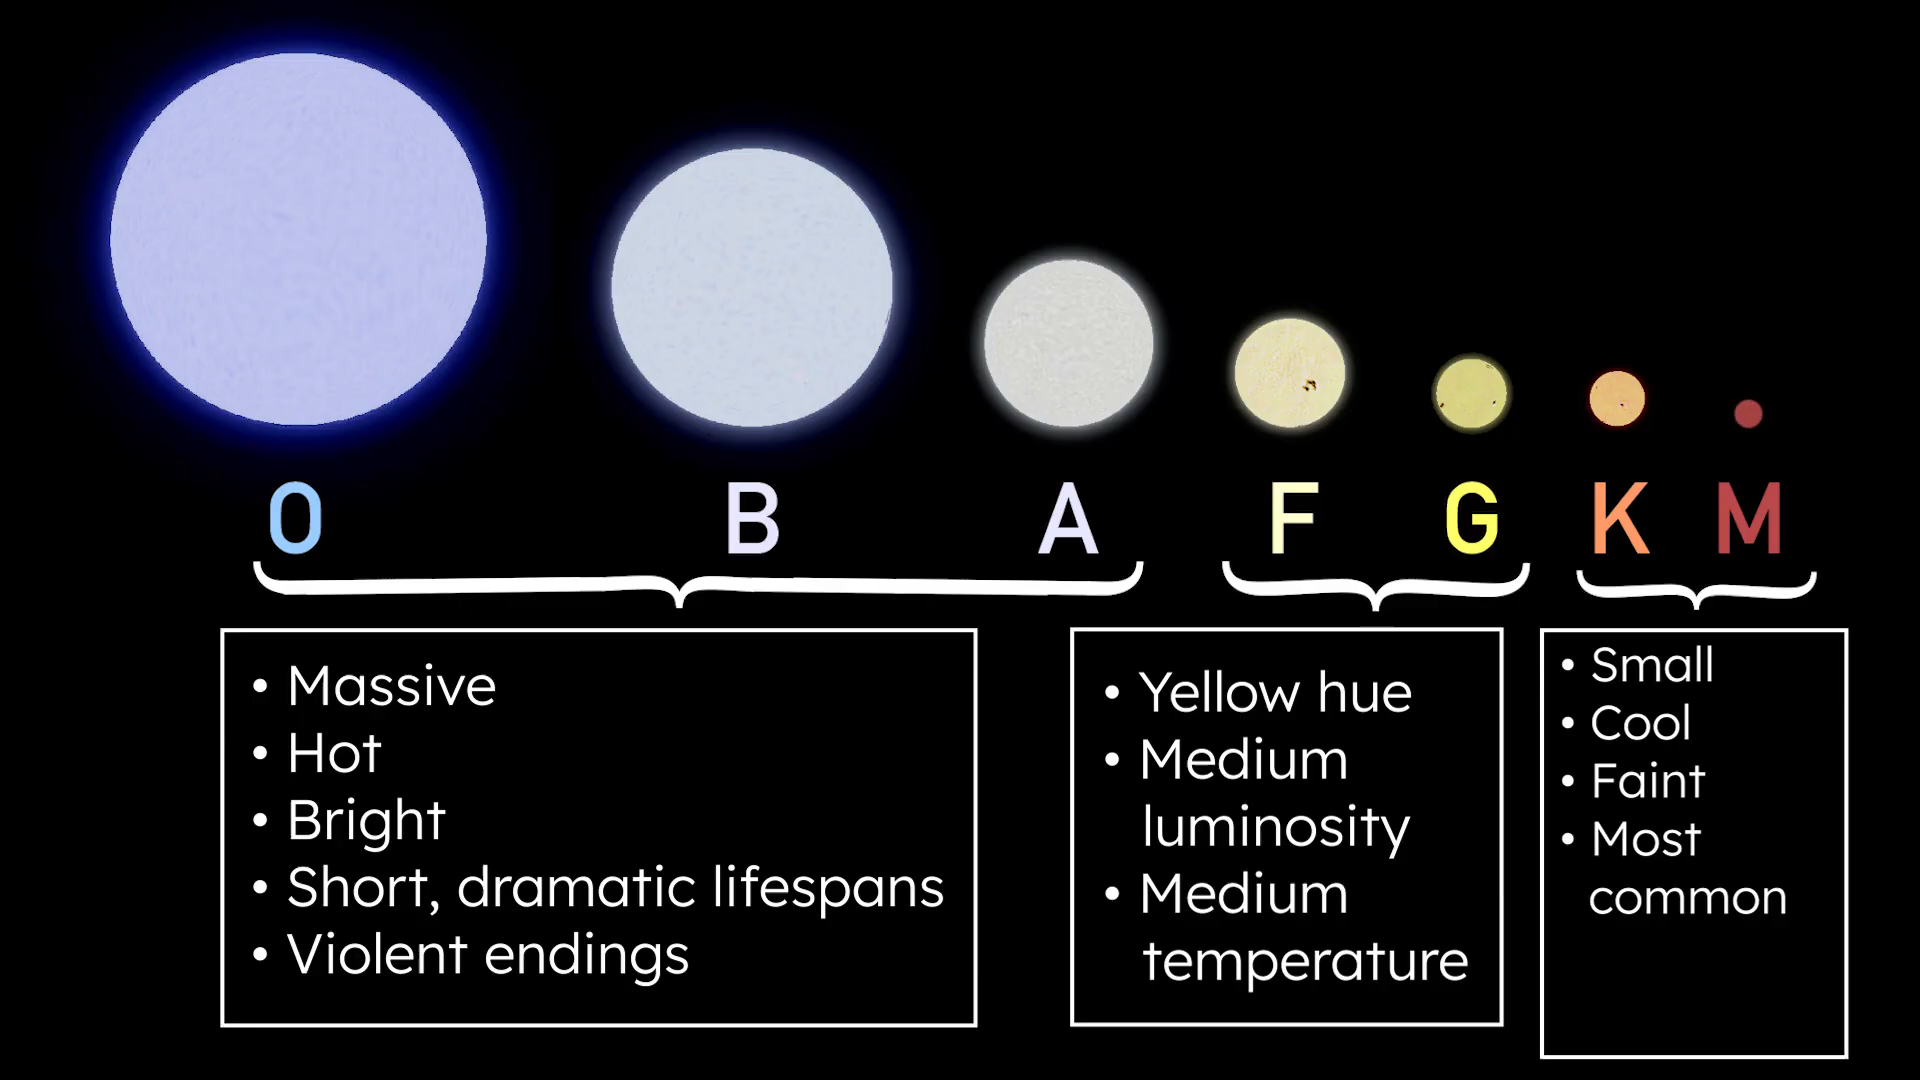 O B A F G K M
• Massive
• Hot
• Bright
• Short, dramatic lifespans
• Violent endings
• Yellow hue
• Medium
luminosity
• Medium
temperature
• Small
• Cool
• Faint
• Most
common